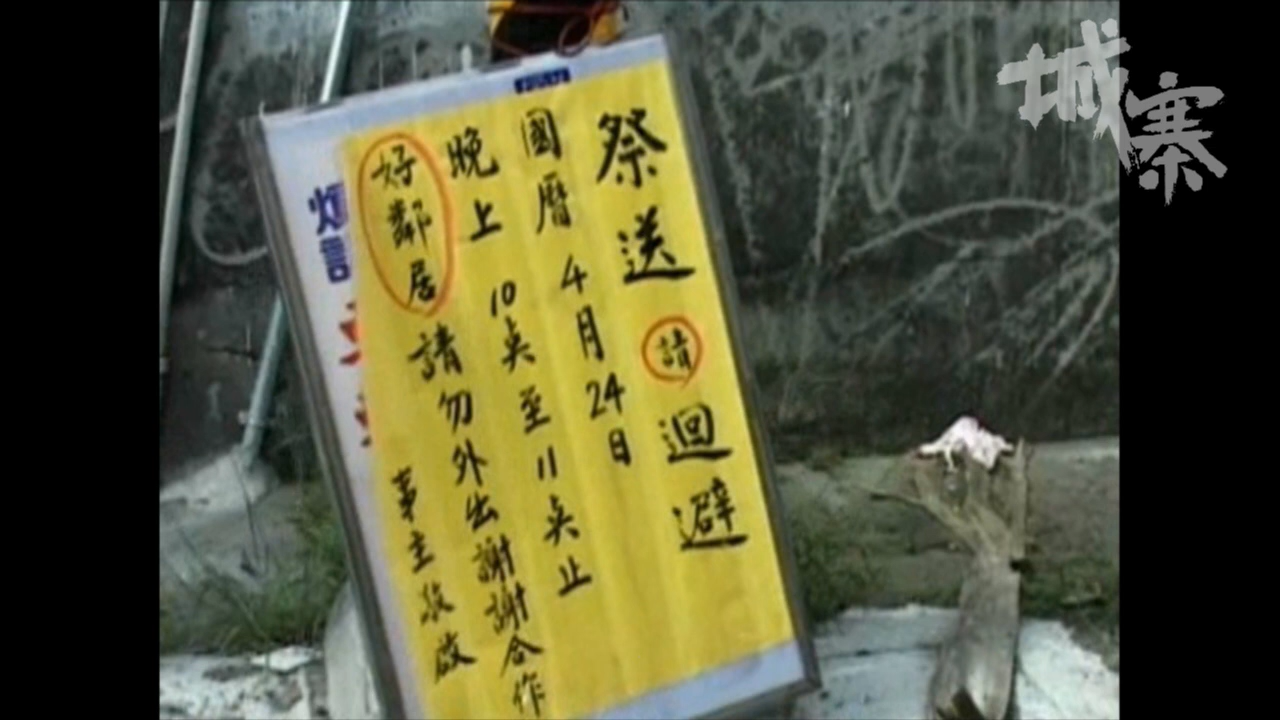 祭送請迴避
國曆4月24日
晚上10点至11点止
好鄰居請勿外出謝謝合作
事主敬啟
城寨